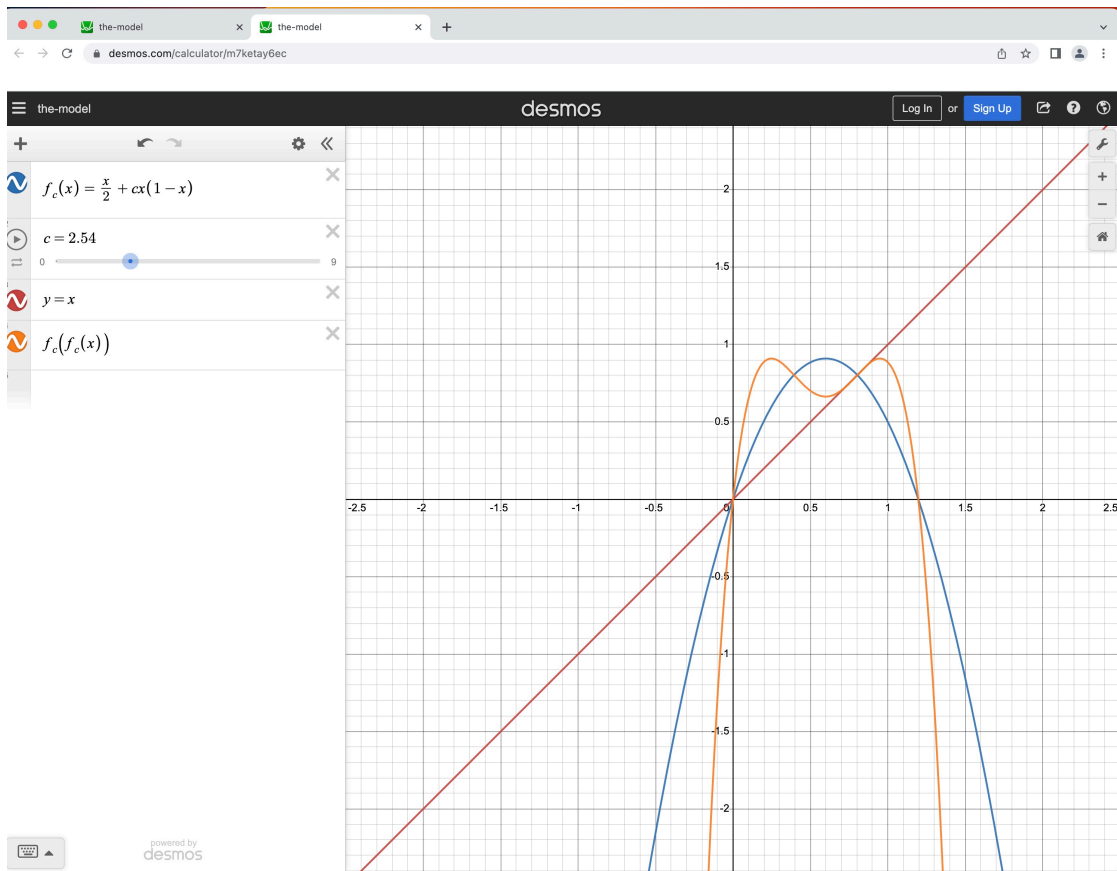 the-model the-model
desmos.com/calculator/m7ketay6ec
the-model desmos Log In or Sign Up
f_c(x) = x/2 + cx(1−x)
c = 2.54
0 9
y = x
f_c(f_c(x))
powered by
desmos
2
1.5
1
0.5
-2.5 -2 -1.5 -1 -0.5 0 0.5 1 1.5 2 2.5
-0.5
-1
-1.5
-2